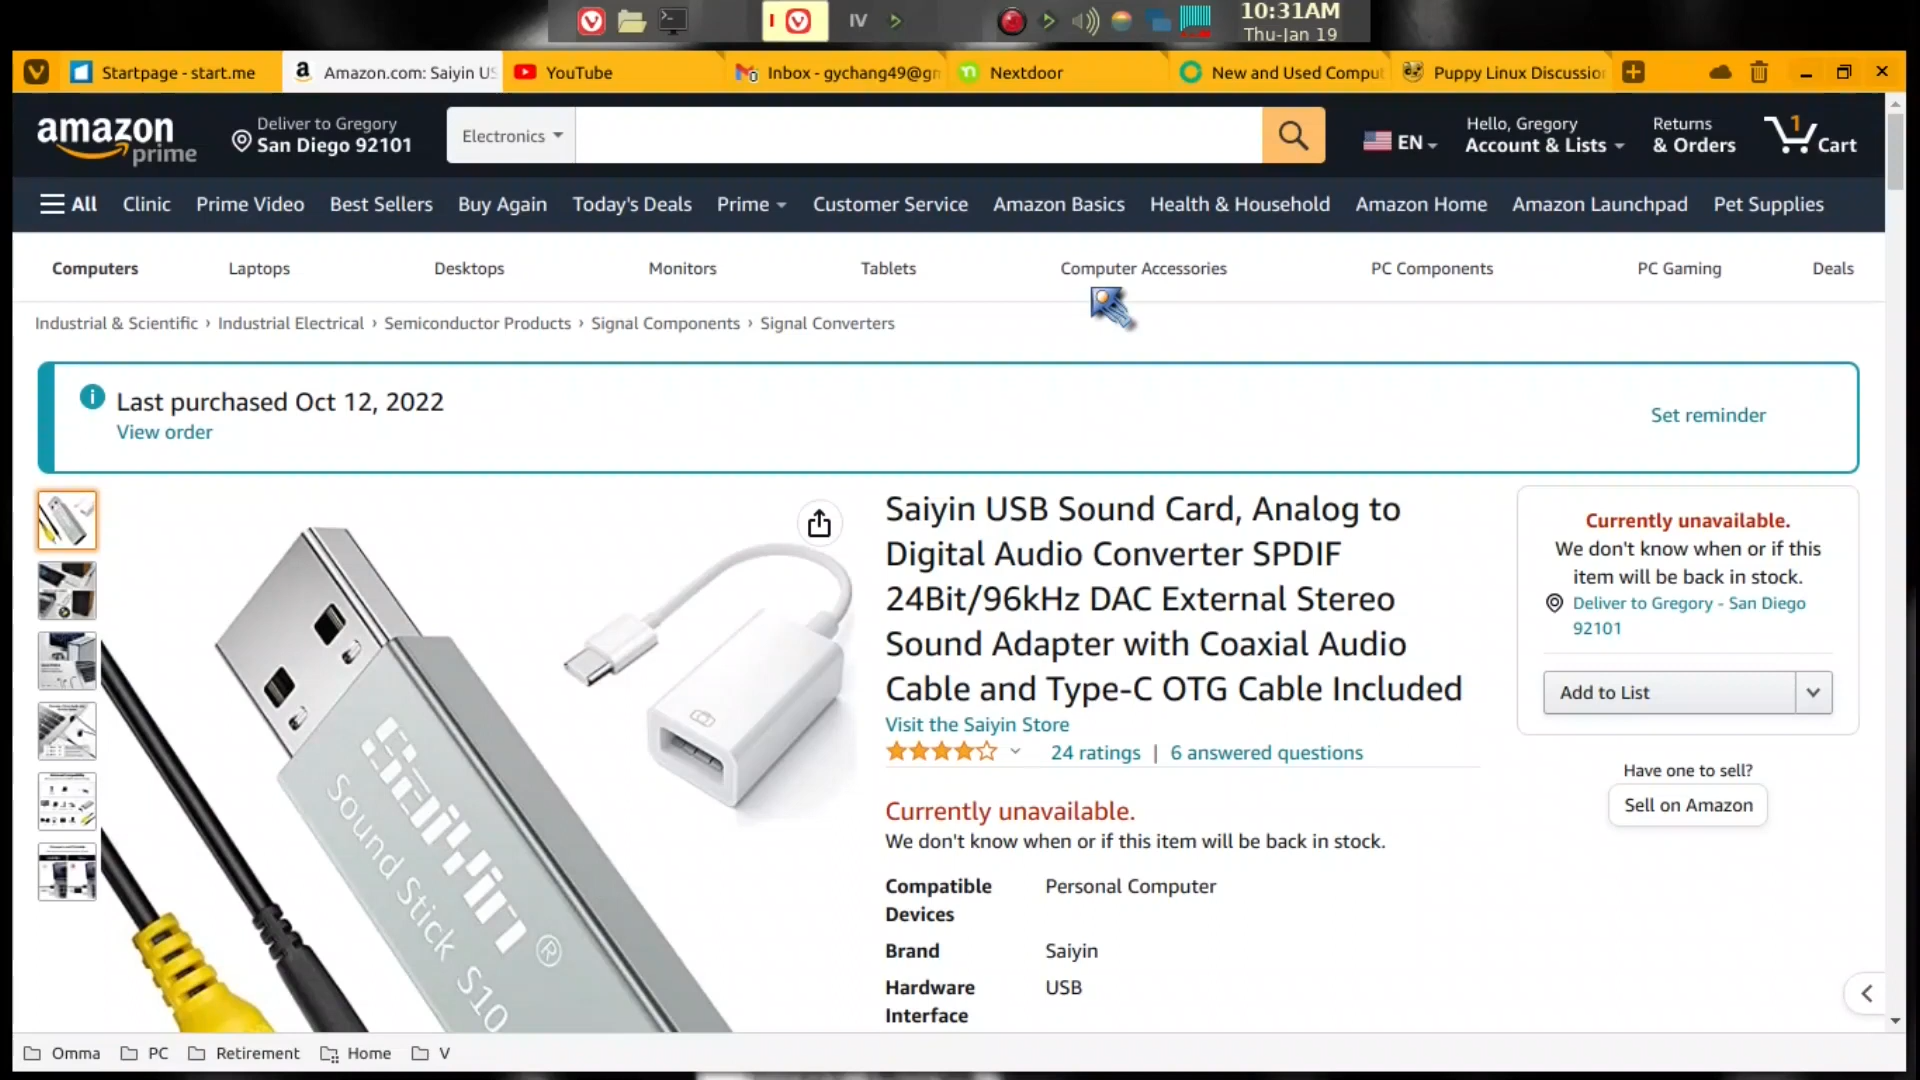 I
IV
10:31AM
Thu-Jan 19
Startpage - start.me
Amazon.com: Saiyin US
YouTube
Inbox - gychang49@gm
Nextdoor
New and Used Comput
Puppy Linux Discussion
amazon
prime
Deliver to Gregory
San Diego 92101
Electronics
EN
Hello, Gregory
Account & Lists
Returns
& Orders
1
Cart
All
Clinic
Prime Video
Best Sellers
Buy Again
Today's Deals
Prime
Customer Service
Amazon Basics
Health & Household
Amazon Home
Amazon Launchpad
Pet Supplies
Computers
Laptops
Desktops
Monitors
Tablets
Computer Accessories
PC Components
PC Gaming
Deals
Industrial & Scientific › Industrial Electrical › Semiconductor Products › Signal Components › Signal Converters
Last purchased Oct 12, 2022
View order
Set reminder
Saiyin
Sound Stick S10
®
Saiyin USB Sound Card, Analog to
Digital Audio Converter SPDIF
24Bit/96kHz DAC External Stereo
Sound Adapter with Coaxial Audio
Cable and Type-C OTG Cable Included
Visit the Saiyin Store
24 ratings | 6 answered questions
Currently unavailable.
We don't know when or if this item will be back in stock.
Compatible Devices Personal Computer
Brand Saiyin
Hardware Interface USB
Currently unavailable.
We don't know when or if this
item will be back in stock.
Deliver to Gregory - San Diego
92101
Add to List
Have one to sell?
Sell on Amazon
Omma
PC
Retirement
Home
V